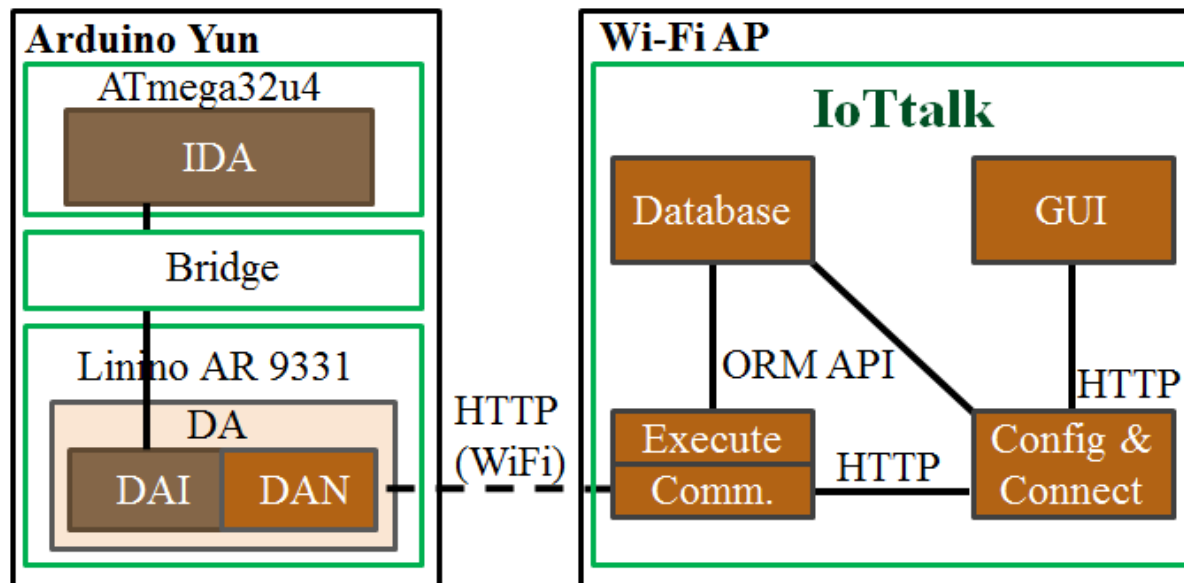 Arduino Yun
ATmega32u4
IDA
Bridge
Linino AR 9331
DA
DAI
DAN
HTTP
(WiFi)
Wi-Fi AP
IoTtalk
Database
GUI
ORM API
HTTP
Execute
Comm.
HTTP
Config &
Connect